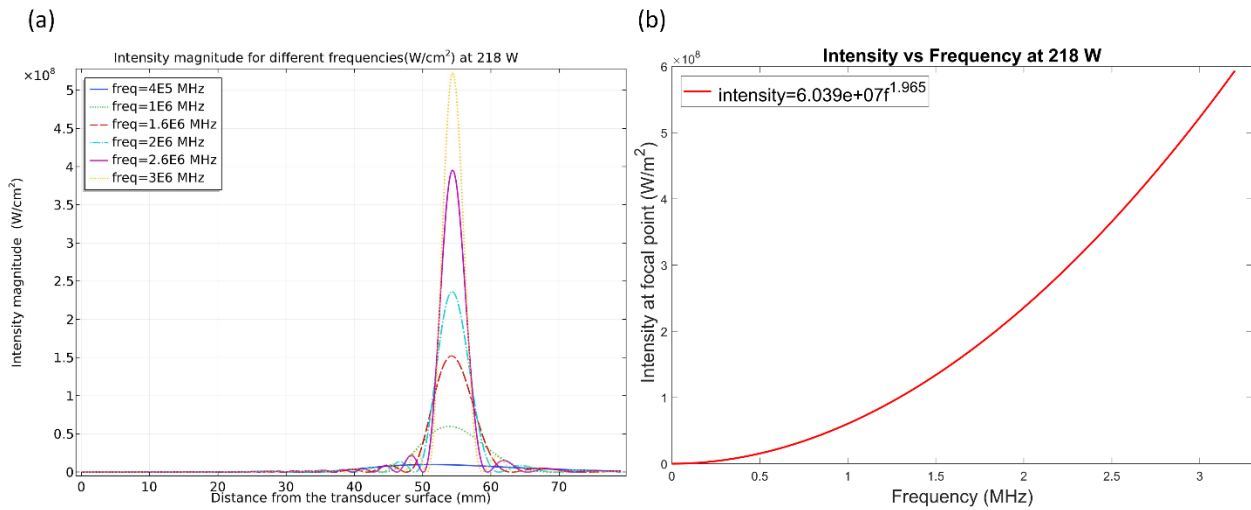 (a)
Intensity magnitude for different frequencies(W/cm²) at 218 W
×10⁸
5
4.5
4
3.5
3
2.5
2
1.5
1
0.5
0
Intensity magnitude (W/cm²)
freq=4E5 MHz
freq=1E6 MHz
freq=1.6E6 MHz
freq=2E6 MHz
freq=2.6E6 MHz
freq=3E6 MHz
0 10 20 30 40 50 60 70
Distance from the transducer surface (mm)
(b)
Intensity vs Frequency at 218 W
×10⁸
6
5
4
3
2
1
0
Intensity at focal point (W/m²)
intensity=6.039e+07f^1.965
0 0.5 1 1.5 2 2.5 3
Frequency (MHz)